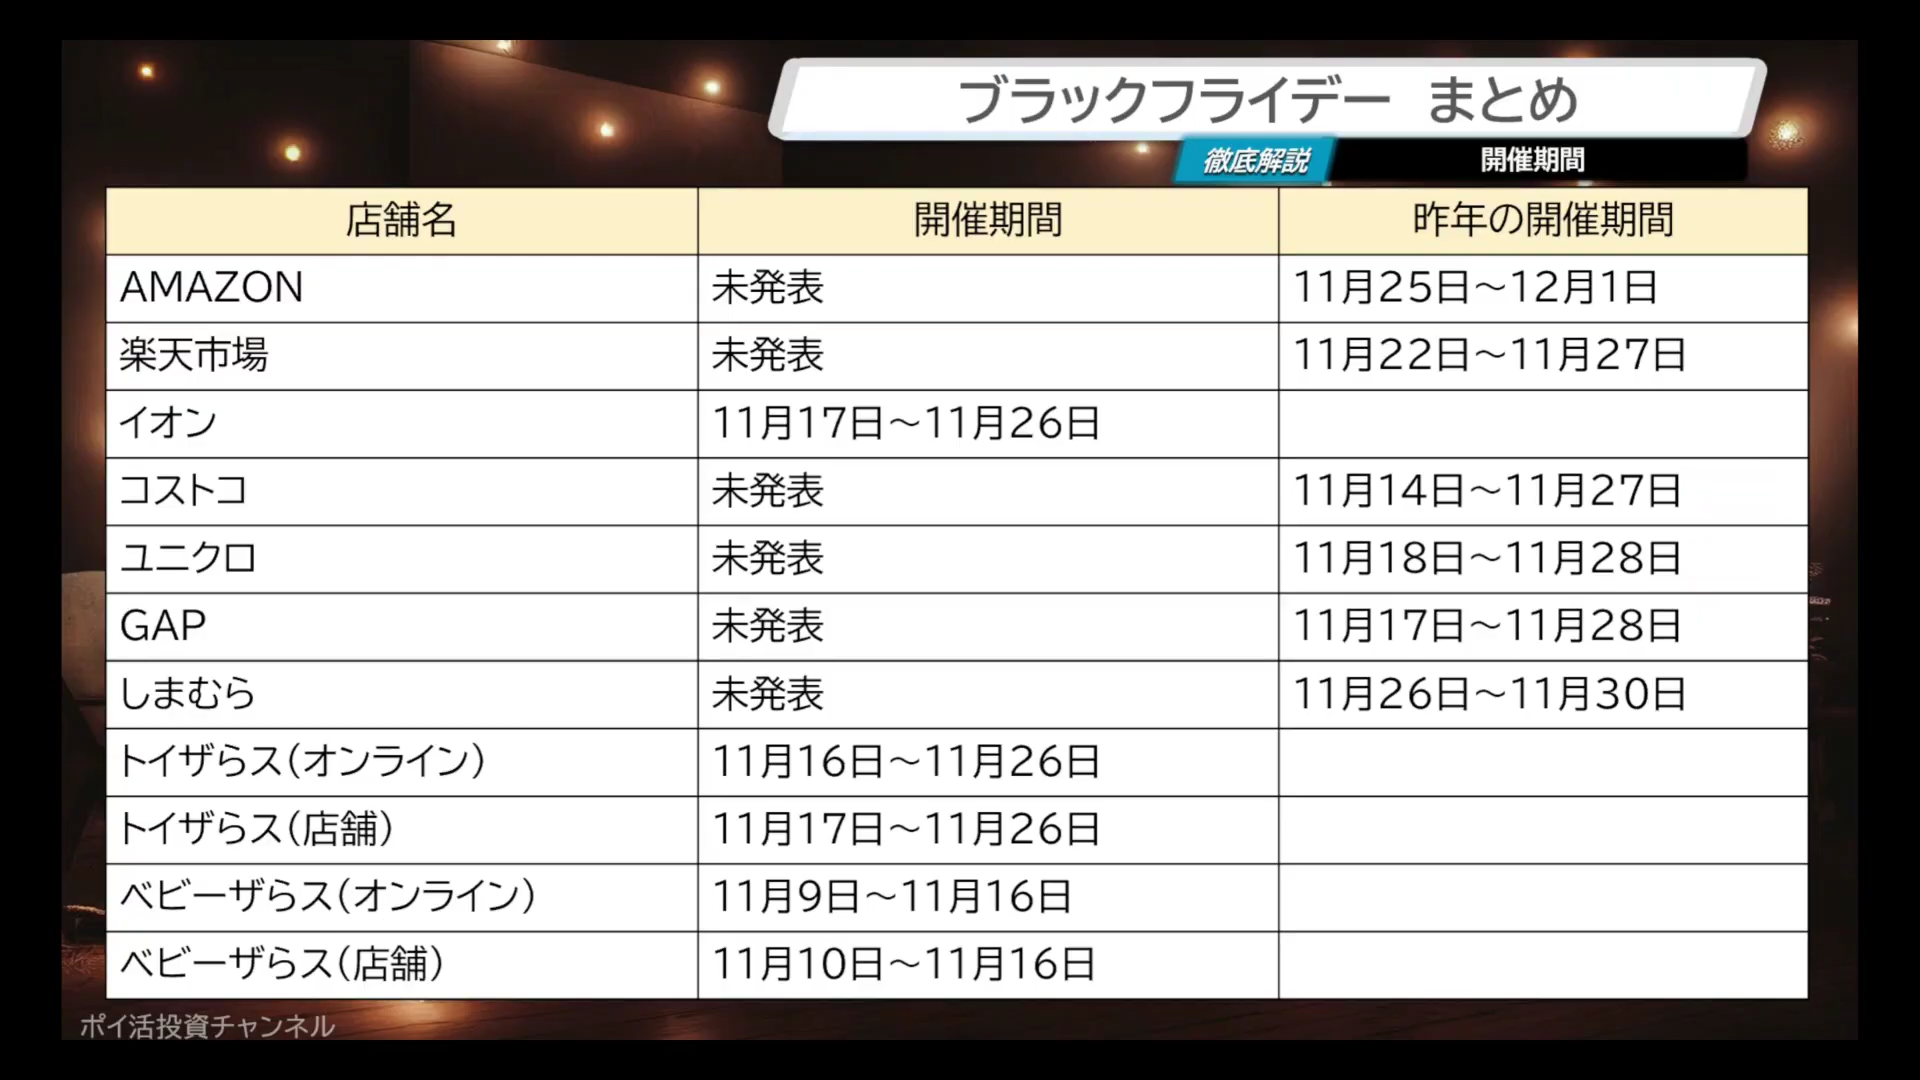 ブラックフライデー まとめ
徹底解説 開催期間
店舗名 開催期間 昨年の開催期間
AMAZON 未発表 11月25日～12月1日
楽天市場 未発表 11月22日～11月27日
イオン 11月17日～11月26日
コストコ 未発表 11月14日～11月27日
ユニクロ 未発表 11月18日～11月28日
GAP 未発表 11月17日～11月28日
しまむら 未発表 11月26日～11月30日
トイザらス(オンライン) 11月16日～11月26日
トイザらス(店舗) 11月17日～11月26日
ベビーザらス(オンライン) 11月9日～11月16日
ベビーザらス(店舗) 11月10日～11月16日
ポイ活投資チャンネル